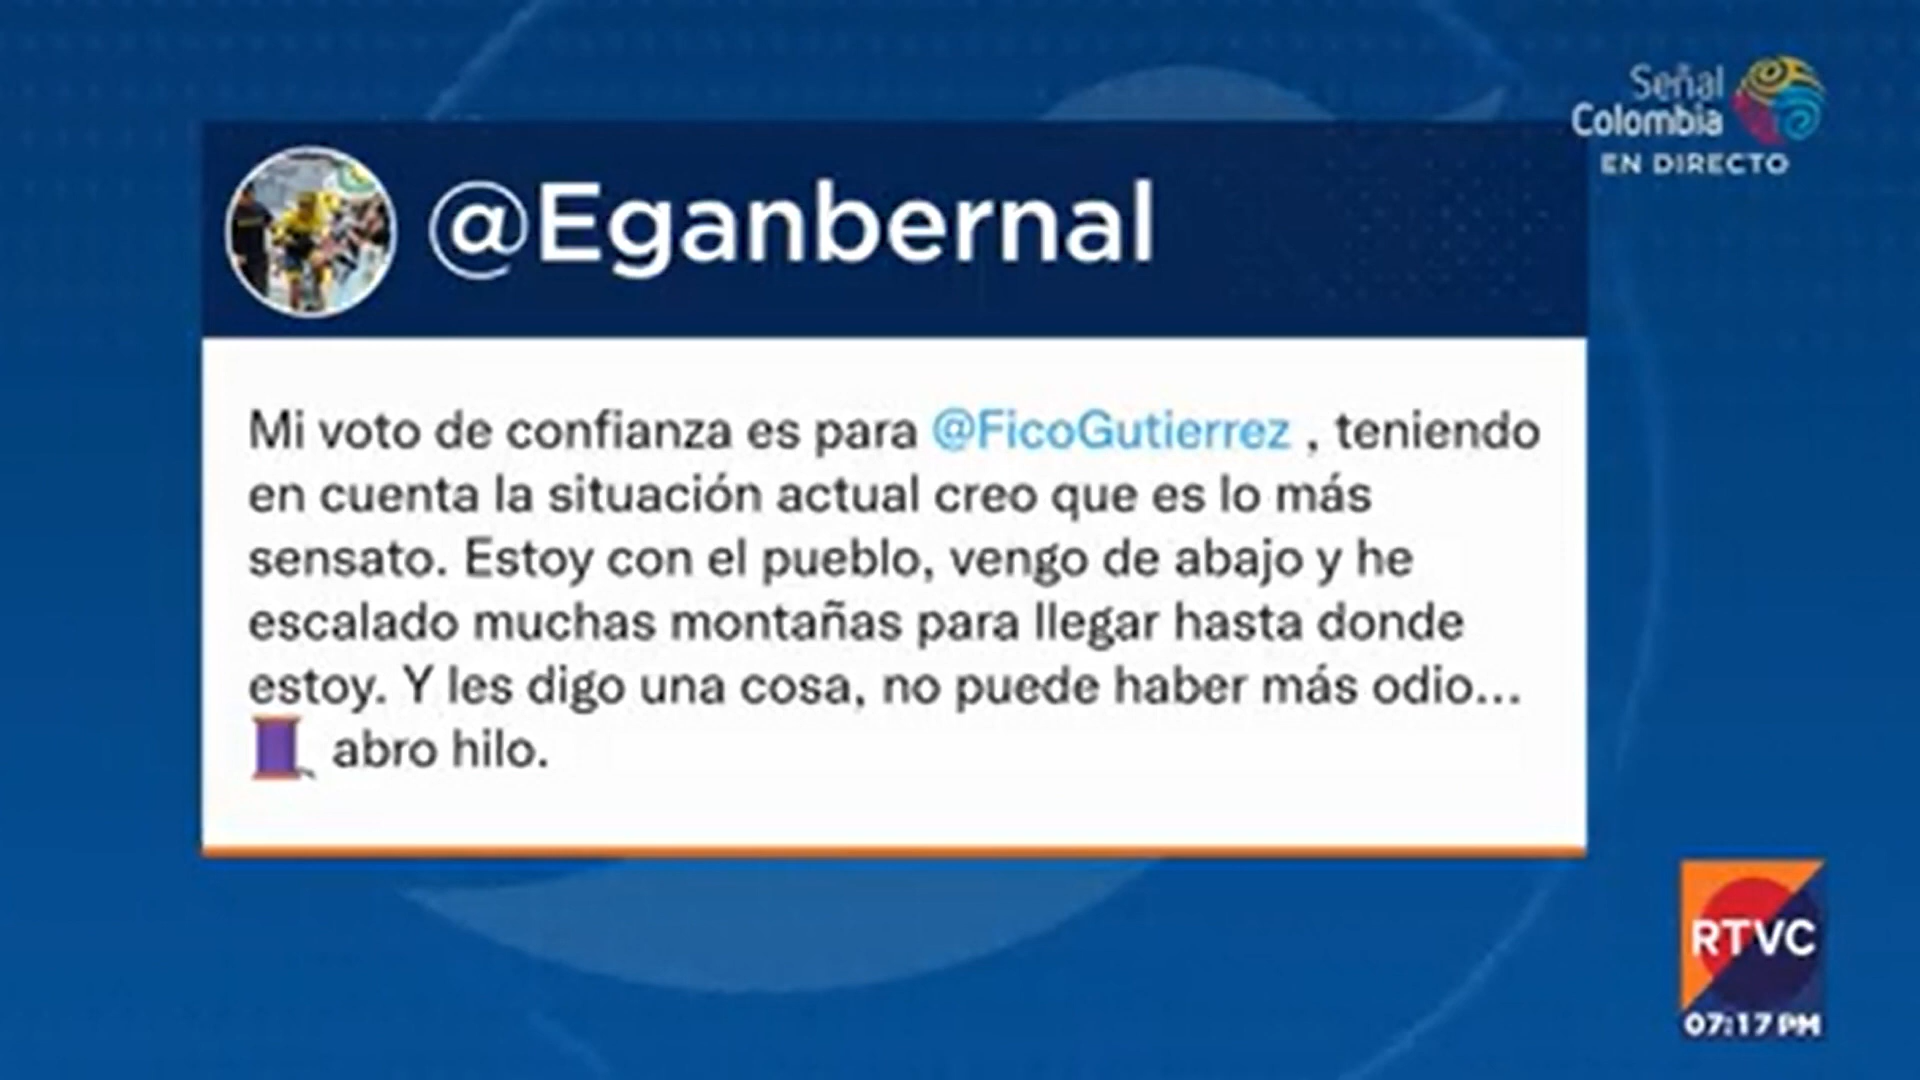 Señal
Colombia
EN DIRECTO
@Eganbernal
Mi voto de confianza es para @FicoGutierrez , teniendo
en cuenta la situación actual creo que es lo más
sensato. Estoy con el pueblo, vengo de abajo y he
escalado muchas montañas para llegar hasta donde
estoy. Y les digo una cosa, no puede haber más odio...
🧵 abro hilo.
RTVC
07:17 PM